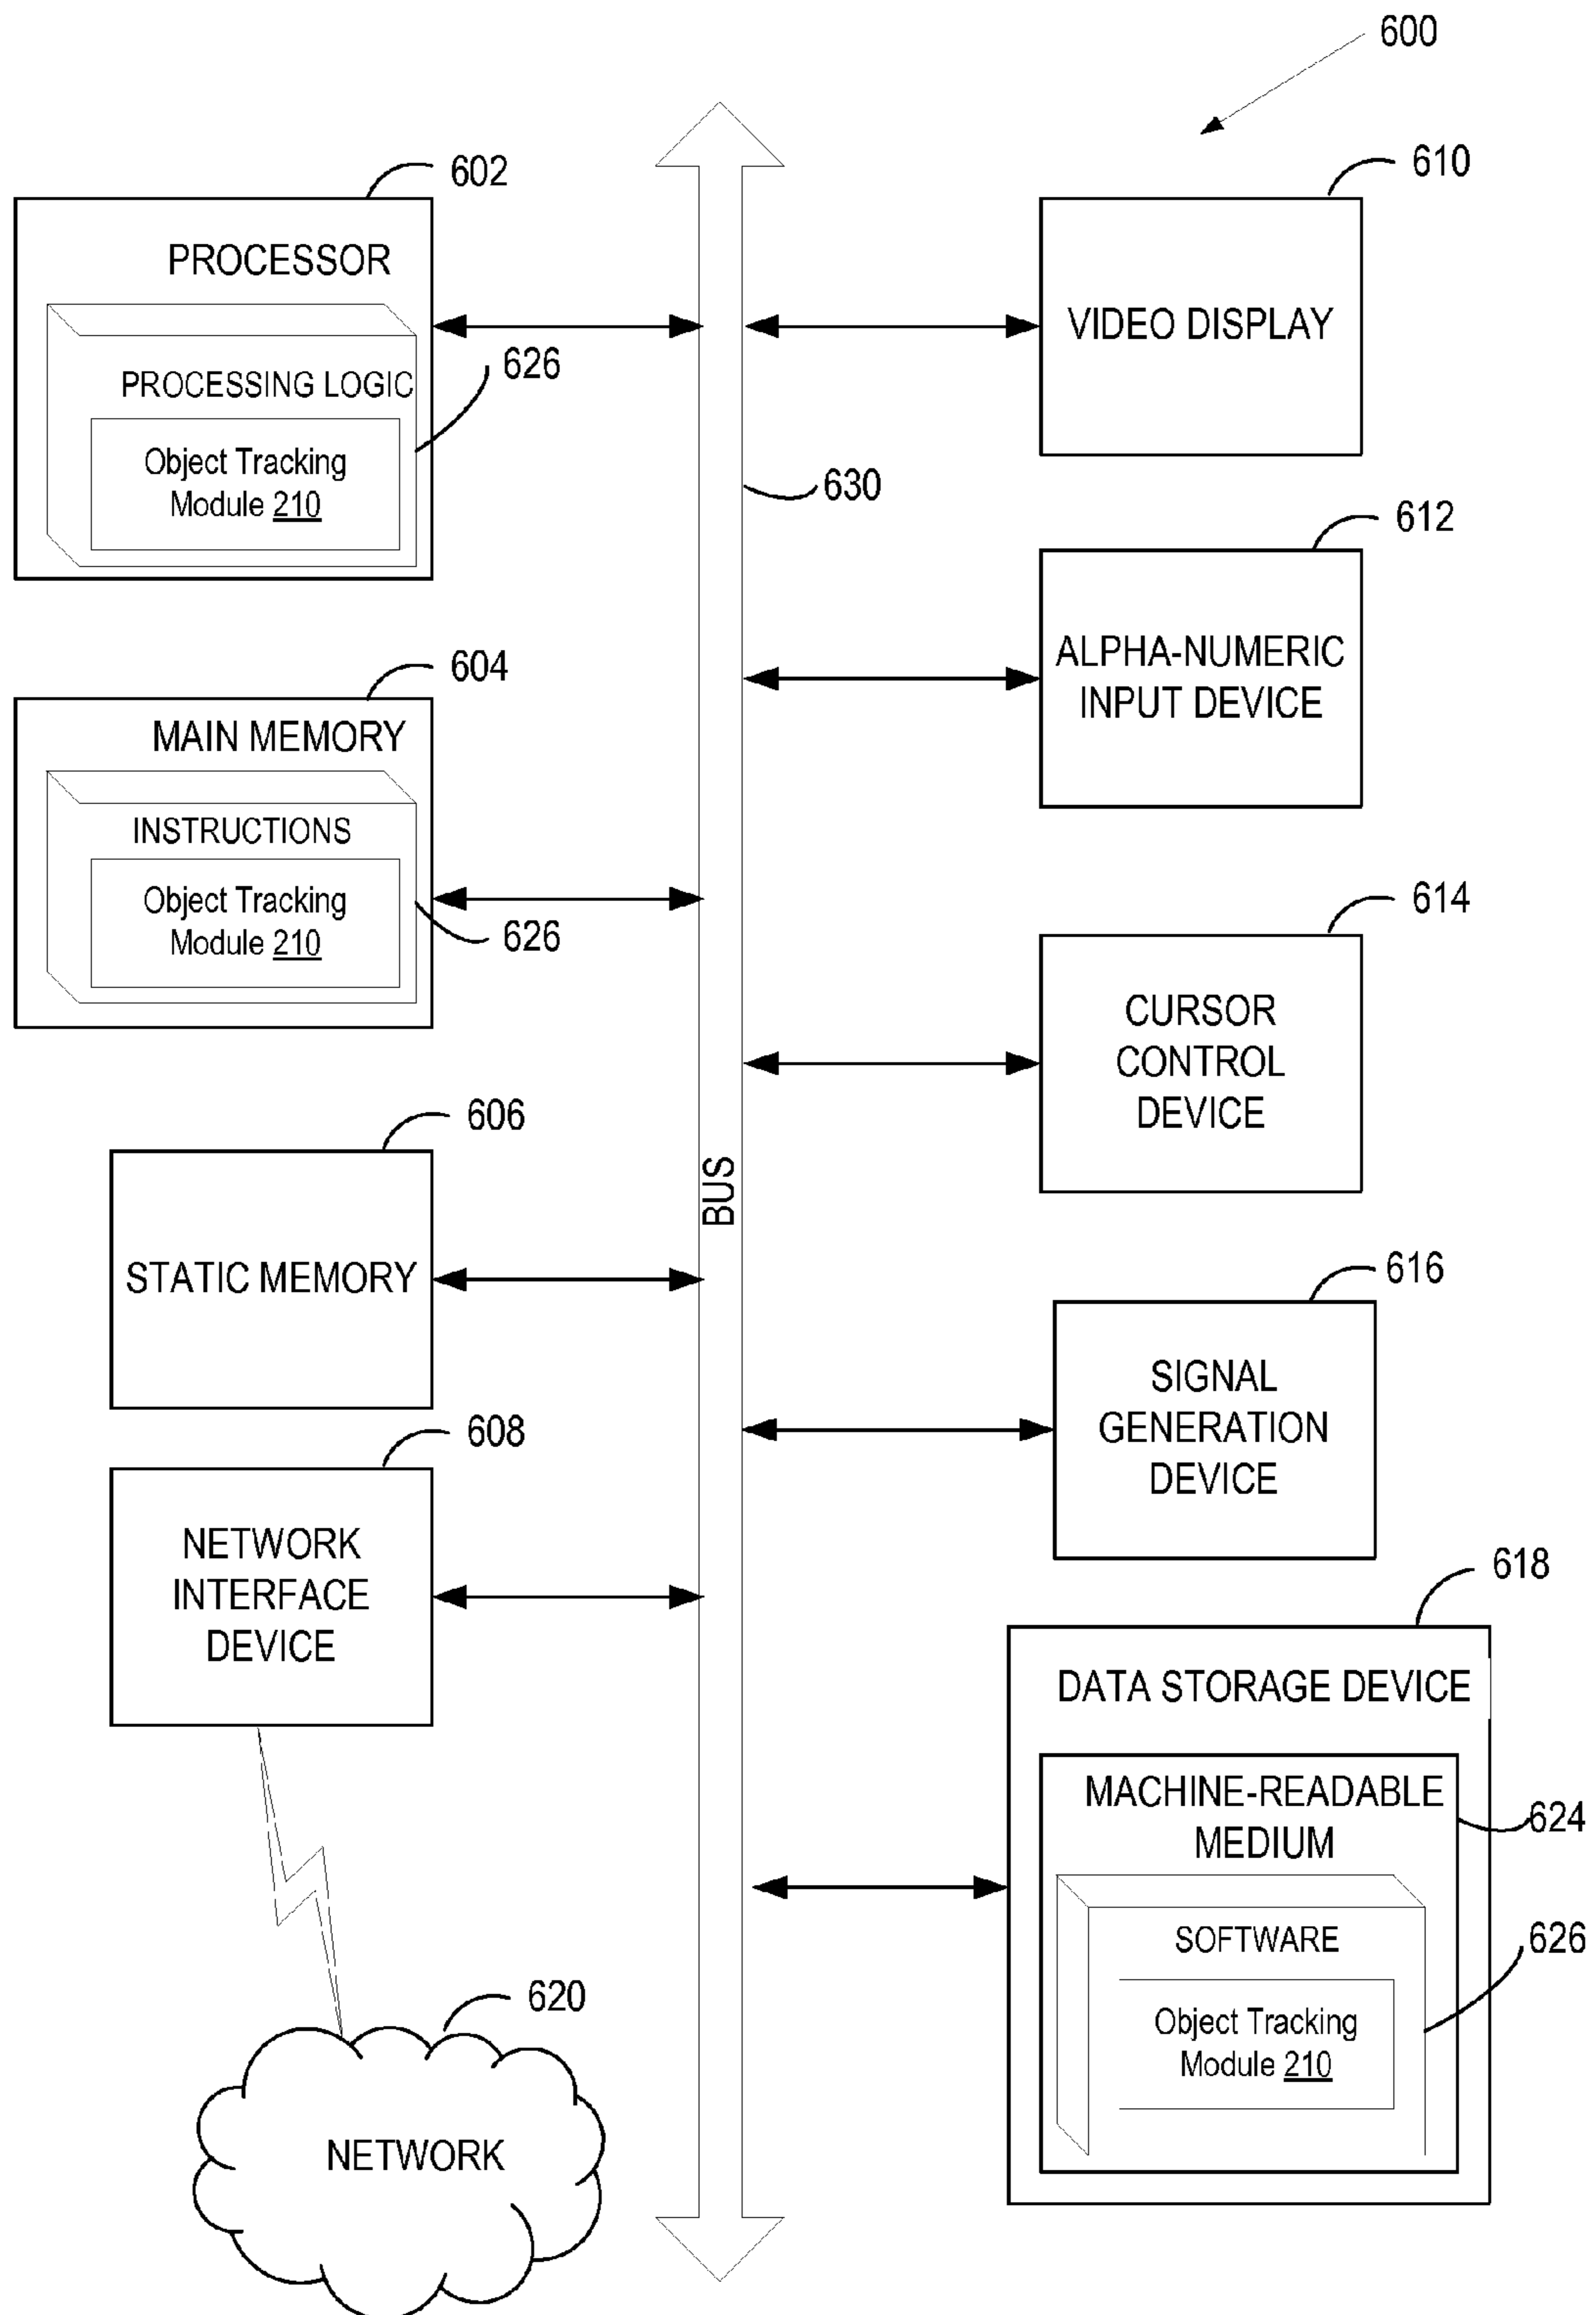 600
602
PROCESSOR
PROCESSING LOGIC
626
Object Tracking
Module 210
604
MAIN MEMORY
INSTRUCTIONS
Object Tracking
Module 210
626
606
STATIC MEMORY
608
NETWORK
INTERFACE
DEVICE
620
NETWORK
630
BUS
610
VIDEO DISPLAY
612
ALPHA-NUMERIC
INPUT DEVICE
614
CURSOR
CONTROL
DEVICE
616
SIGNAL
GENERATION
DEVICE
618
DATA STORAGE DEVICE
MACHINE-READABLE
MEDIUM
624
SOFTWARE
626
Object Tracking
Module 210